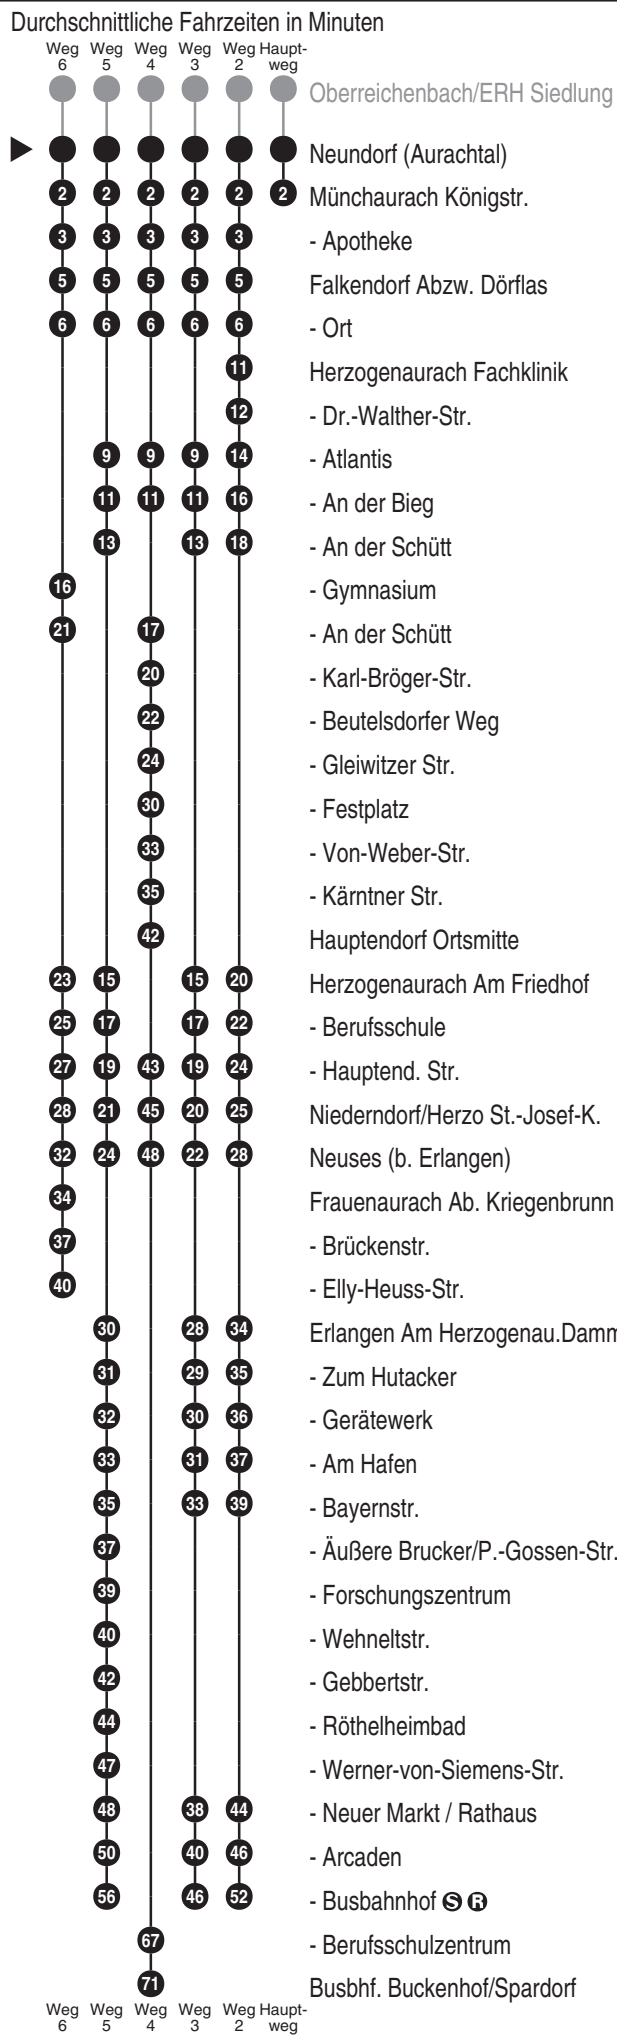 Durchschnittliche Fahrzeiten in Minuten
Weg 6 Weg 5 Weg 4 Weg 3 Weg 2 Haupt-weg
Oberreichenbach/ERH Siedlung
Neundorf (Aurachtal)
2 2 2 2 2 2 Münchaurach Königstr.
3 3 3 3 3 - Apotheke
5 5 5 5 5 Falkendorf Abzw. Dörflas
6 6 6 6 6 - Ort
11 Herzogenaurach Fachklinik
12 - Dr.-Walther-Str.
9 9 9 14 - Atlantis
11 11 11 16 - An der Bieg
13 13 18 - An der Schütt
16 - Gymnasium
21 17 - An der Schütt
20 - Karl-Bröger-Str.
22 - Beutelsdorfer Weg
24 - Gleiwitzer Str.
30 - Festplatz
33 - Von-Weber-Str.
35 - Kärntner Str.
42 Hauptendorf Ortsmitte
23 15 15 20 Herzogenaurach Am Friedhof
25 17 17 22 - Berufsschule
27 19 43 19 24 - Hauptend. Str.
28 21 45 20 25 Niederndorf/Herzo St.-Josef-K.
32 24 48 22 28 Neuses (b. Erlangen)
34 Frauenaurach Ab. Kriegenbrunn
37 - Brückenstr.
40 - Elly-Heuss-Str.
30 28 34 Erlangen Am Herzogenau.Damm
31 29 35 - Zum Hutacker
32 30 36 - Gerätewerk
33 31 37 - Am Hafen
35 33 39 - Bayernstr.
37 - Äußere Brucker/P.-Gossen-Str.
39 - Forschungszentrum
40 - Wehneltstr.
42 - Gebbertstr.
44 - Röthelheimbad
47 - Werner-von-Siemens-Str.
48 38 44 - Neuer Markt / Rathaus
50 40 46 - Arcaden
56 46 52 - Busbahnhof S R
67 - Berufsschulzentrum
71 Busbhf. Buckenhof/Spardorf
Weg 6 Weg 5 Weg 4 Weg 3 Weg 2 Haupt-weg